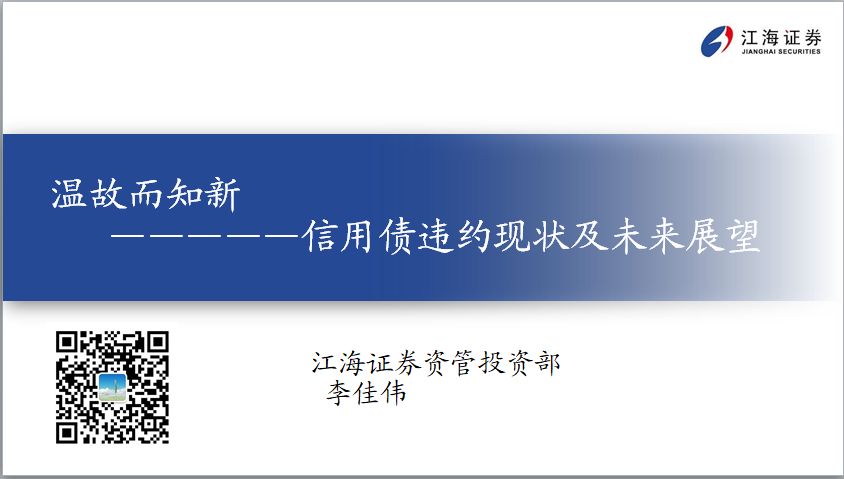 江海证券
JIANGHAI SECURITIES
温故而知新
—————信用债违约现状及未来展望
江海证券资管投资部
李佳伟